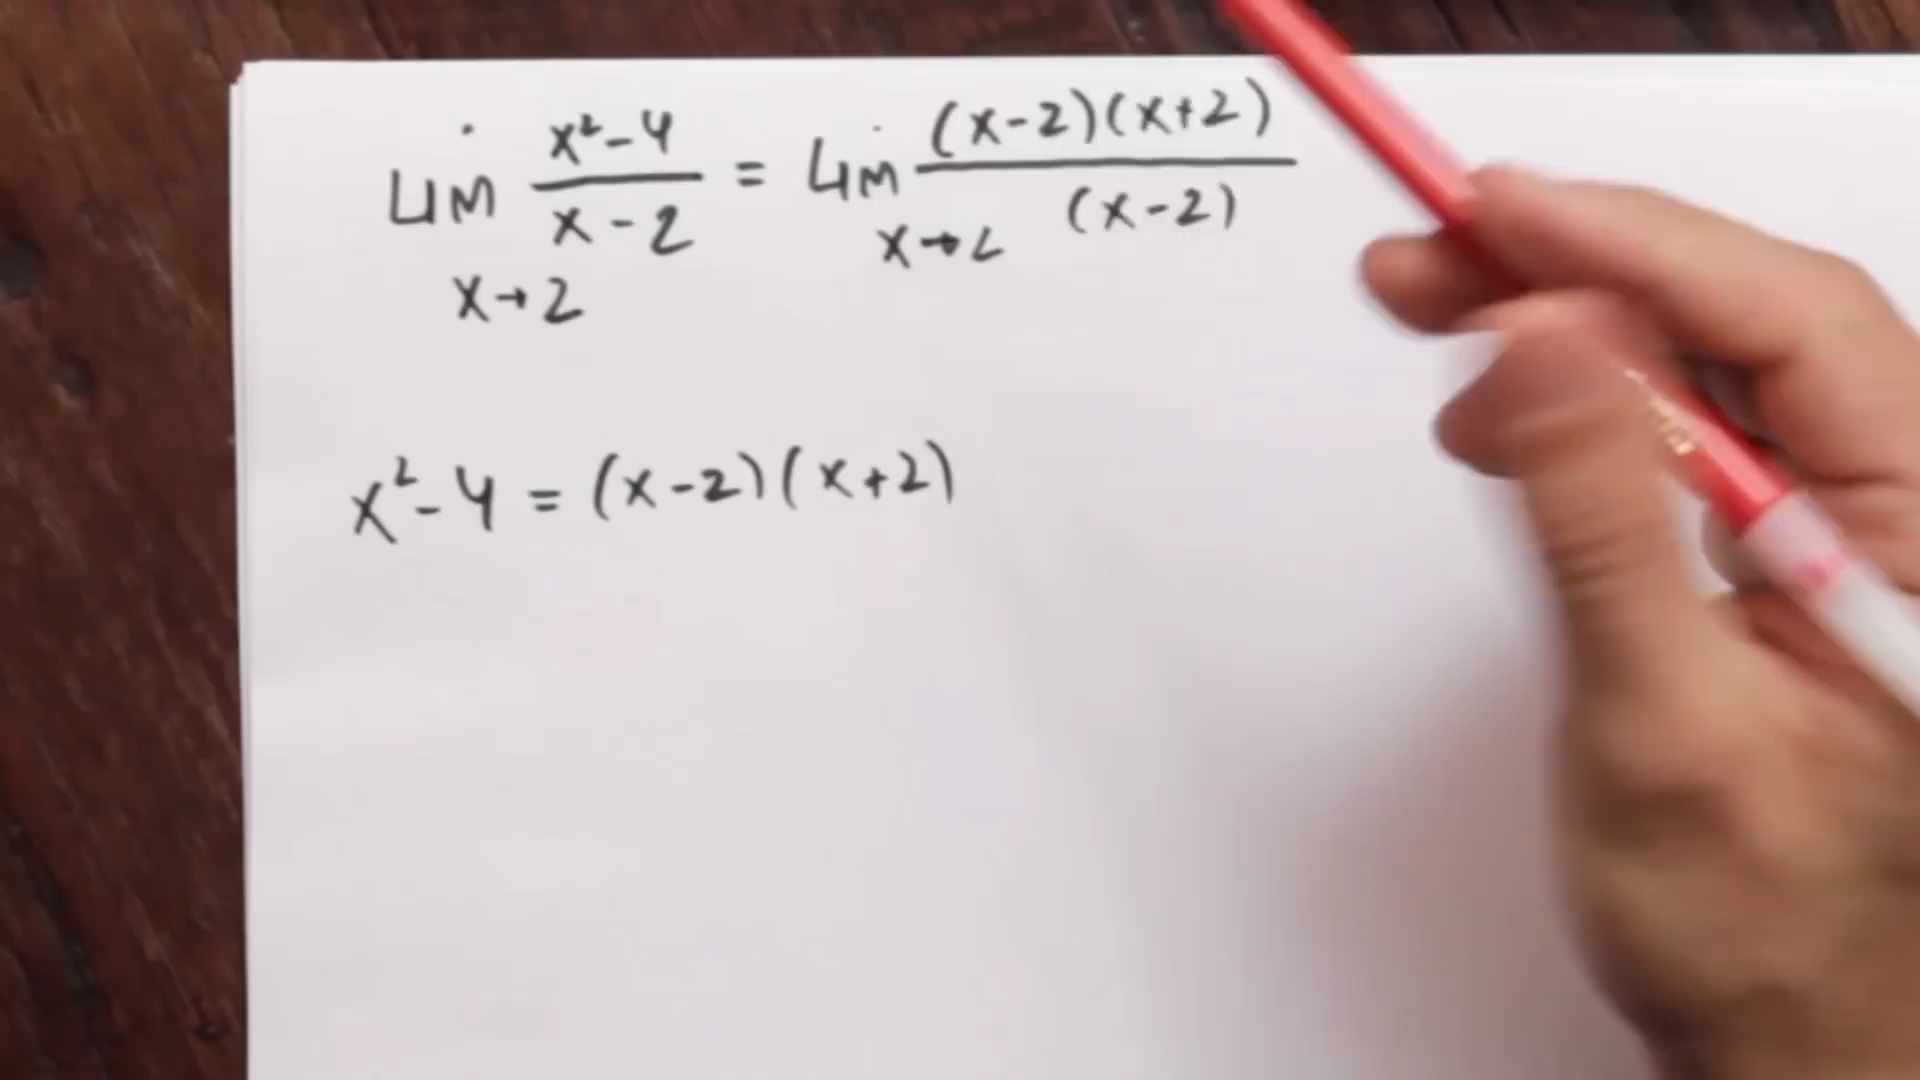 Lim x²-4 / x-2 = Lim (x-2)(x+2) / (x-2)
x→2 x→2
x²-4 = (x-2)(x+2)